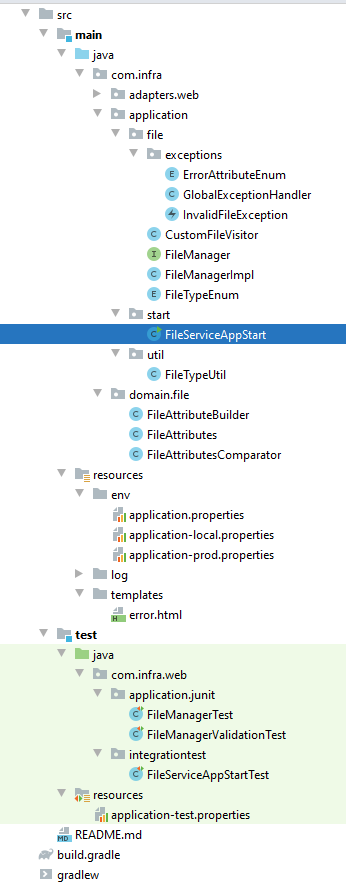 src
main
java
com.infra
adapters.web
application
file
exceptions
E ErrorAttributeEnum
C GlobalExceptionHandler
InvalidFileException
C CustomFileVisitor
I FileManager
C FileManagerImpl
E FileTypeEnum
start
C FileServiceAppStart
util
C FileTypeUtil
domain.file
C FileAttributeBuilder
C FileAttributes
C FileAttributesComparator
resources
env
application.properties
application-local.properties
application-prod.properties
log
templates
H error.html
test
java
com.infra.web
application.junit
C FileManagerTest
C FileManagerValidationTest
integrationtest
C FileServiceAppStartTest
resources
application-test.properties
MD README.md
build.gradle
gradlew